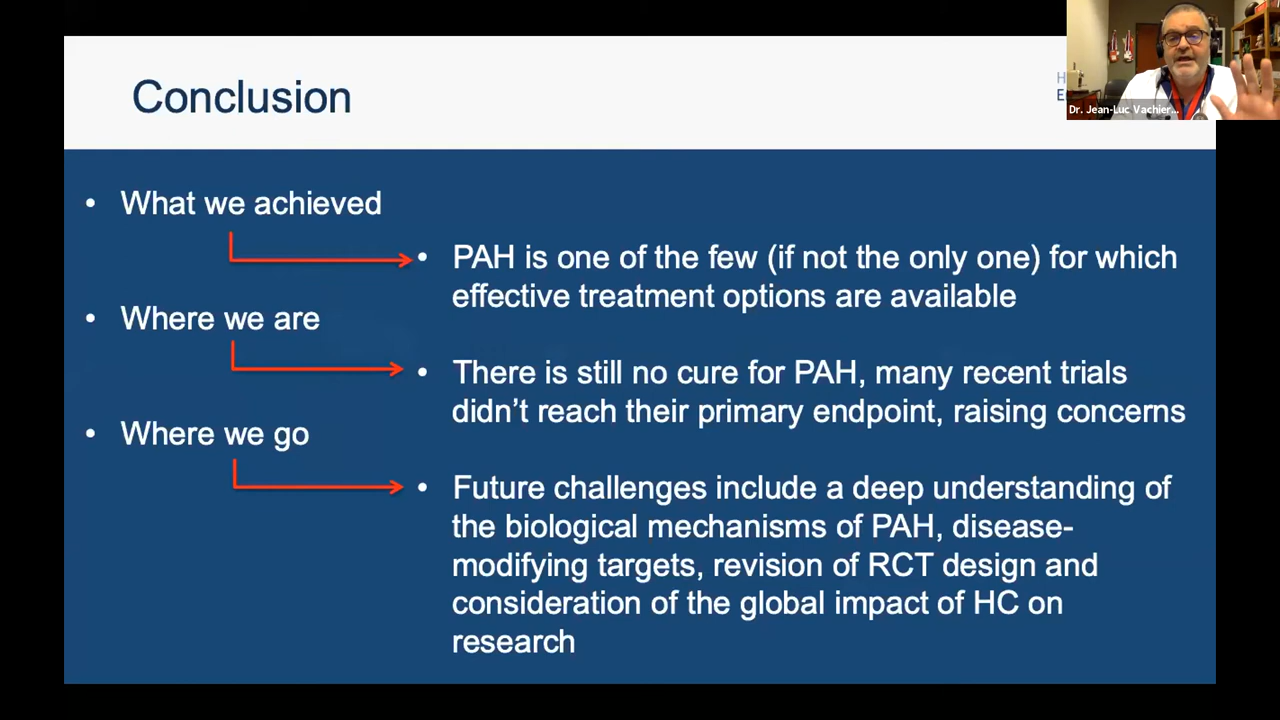 Conclusion
H
E
Dr. Jean-Luc Vachier...
• What we achieved
• PAH is one of the few (if not the only one) for which
effective treatment options are available
• Where we are
• There is still no cure for PAH, many recent trials
didn’t reach their primary endpoint, raising concerns
• Where we go
• Future challenges include a deep understanding of
the biological mechanisms of PAH, disease-
modifying targets, revision of RCT design and
consideration of the global impact of HC on
research